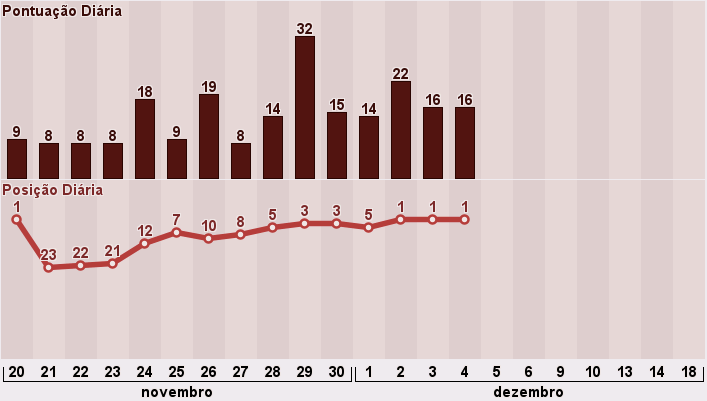 Pontuação Diária
9 8 8 8 18 9 19 8 14 32 15 14 22 16 16
Posição Diária
1 23 22 21 12 7 10 8 5 3 3 5 1 1 1
20 21 22 23 24 25 26 27 28 29 30 1 2 3 4 5 6 9 10 13 14 18
novembro dezembro